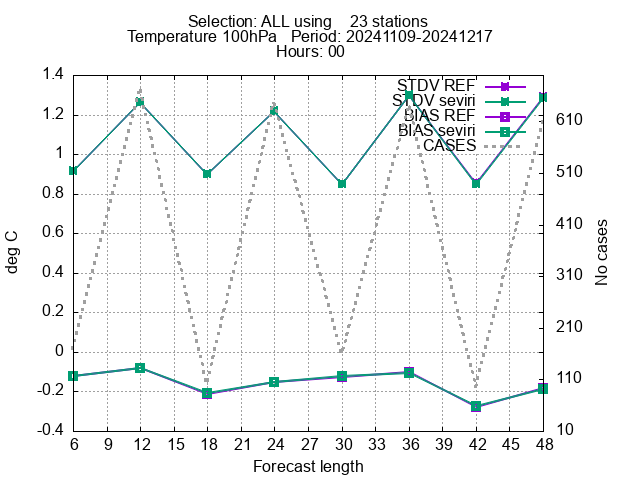 Selection: ALL using    23 stations
Temperature 100hPa   Period: 20241109-20241217
Hours: 00
1.4
1.2
1
0.8
0.6
0.4
0.2
0
-0.2
-0.4
deg C
STDV REF
STDV seviri
BIAS REF
BIAS seviri
CASES
610
510
410
310
210
110
10
No cases
6 9 12 15 18 21 24 27 30 33 36 39 42 45 48
Forecast length